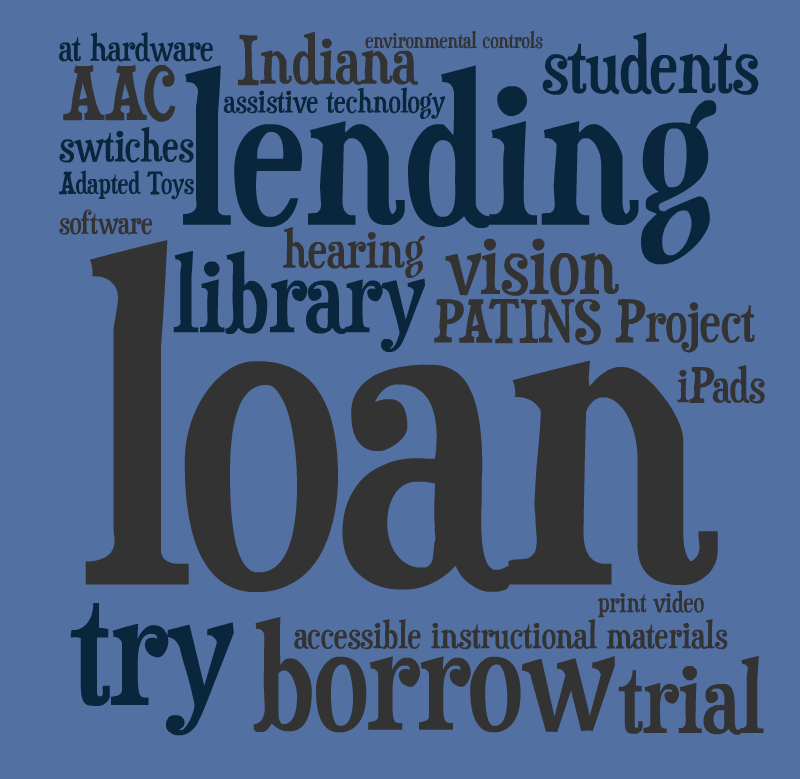 at hardware
Indiana
environmental controls
students
AAC
assistive technology
lending
swtiches
Adapted Toys
software
hearing
vision
library
PATINS Project
loan
iPads
print video
try
accessible instructional materials
borrow
trial